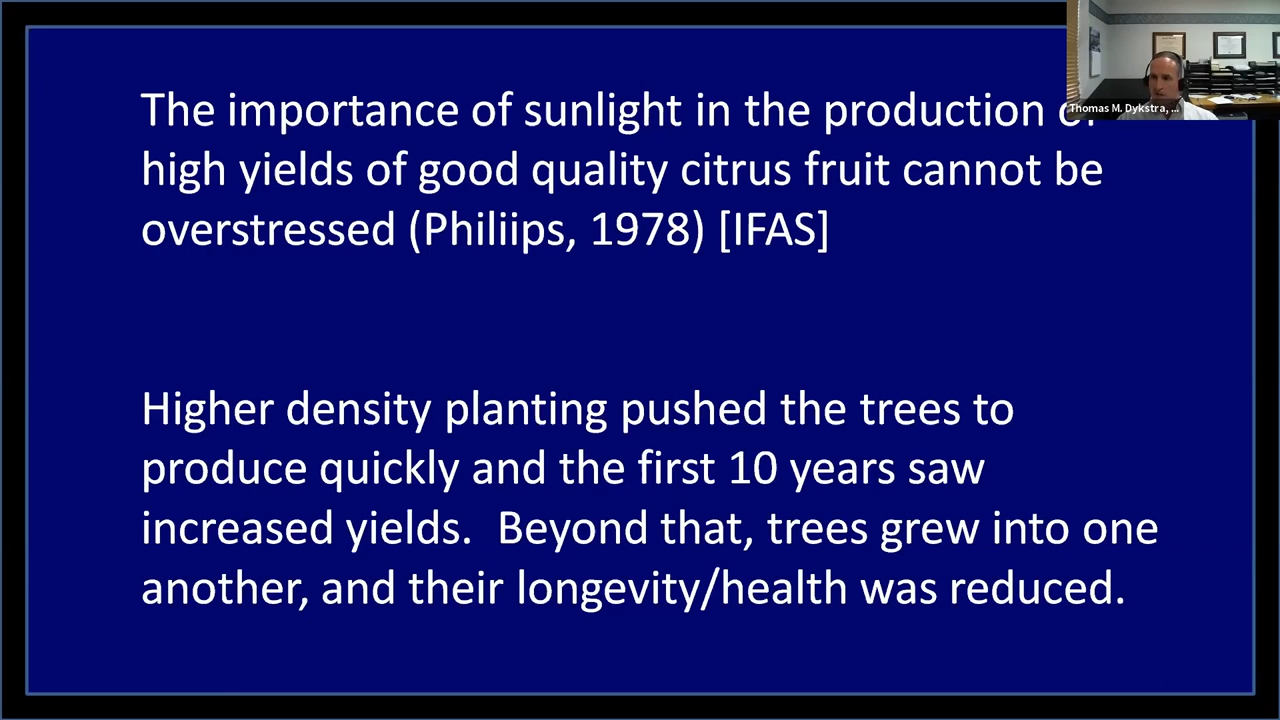 The importance of sunlight in the production of
high yields of good quality citrus fruit cannot be
overstressed (Philiips, 1978) [IFAS]
Higher density planting pushed the trees to
produce quickly and the first 10 years saw
increased yields. Beyond that, trees grew into one
another, and their longevity/health was reduced.
Thomas M. Dykstra, ...